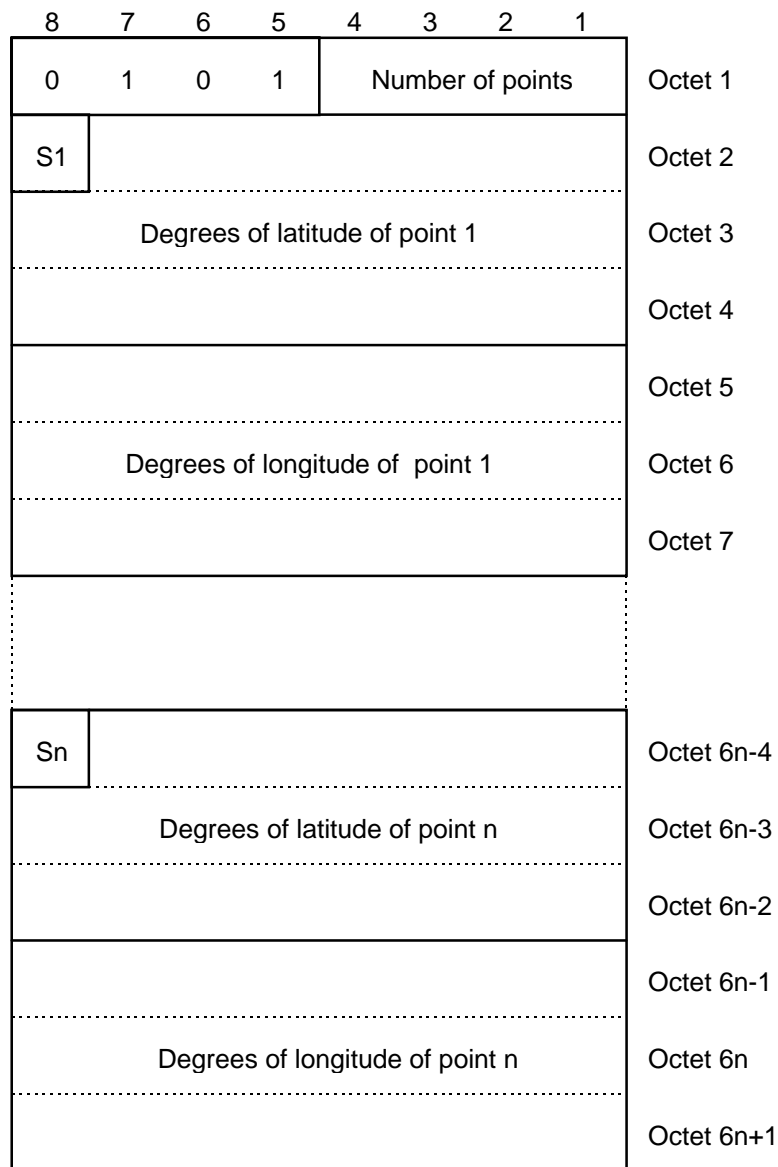 8 7 6 5 4 3 2 1
0 1 0 1 Number of points Octet 1
S1 Octet 2
Degrees of latitude of point 1 Octet 3
Octet 4
Octet 5
Degrees of longitude of point 1 Octet 6
Octet 7
Sn Octet 6n-4
Degrees of latitude of point n Octet 6n-3
Octet 6n-2
Octet 6n-1
Degrees of longitude of point n Octet 6n
Octet 6n+1